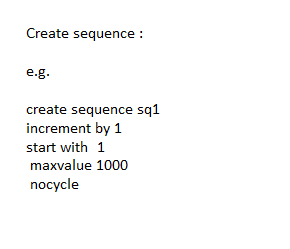 Create sequence :
e.g.
create sequence sq1
increment by 1
start with  1
maxvalue 1000
nocycle